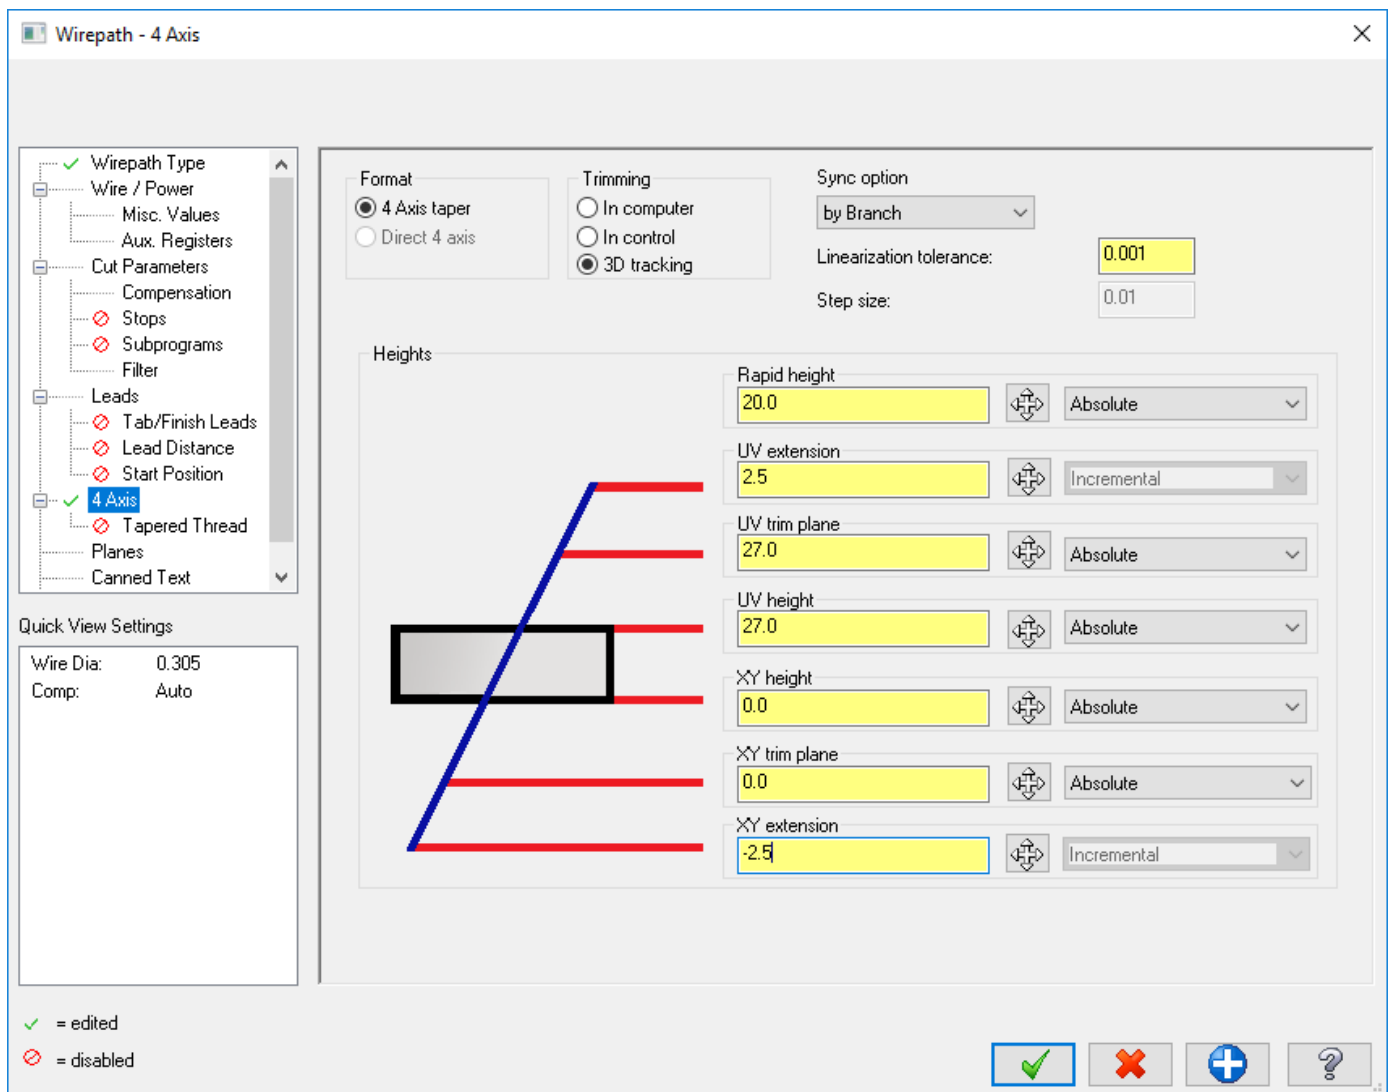 Wirepath - 4 Axis
Wirepath Type
Wire / Power
Misc. Values
Aux. Registers
Cut Parameters
Compensation
Stops
Subprograms
Filter
Leads
Tab/Finish Leads
Lead Distance
Start Position
4 Axis
Tapered Thread
Planes
Canned Text
Quick View Settings
Wire Dia: 0.305
Comp: Auto
= edited
= disabled
Format
4 Axis taper
Direct 4 axis
Trimming
In computer
In control
3D tracking
Sync option
by Branch
Linearization tolerance: 0.001
Step size: 0.01
Heights
Rapid height
20.0 Absolute
UV extension
2.5 Incremental
UV trim plane
27.0 Absolute
UV height
27.0 Absolute
XY height
0.0 Absolute
XY trim plane
0.0 Absolute
XY extension
-2.5 Incremental